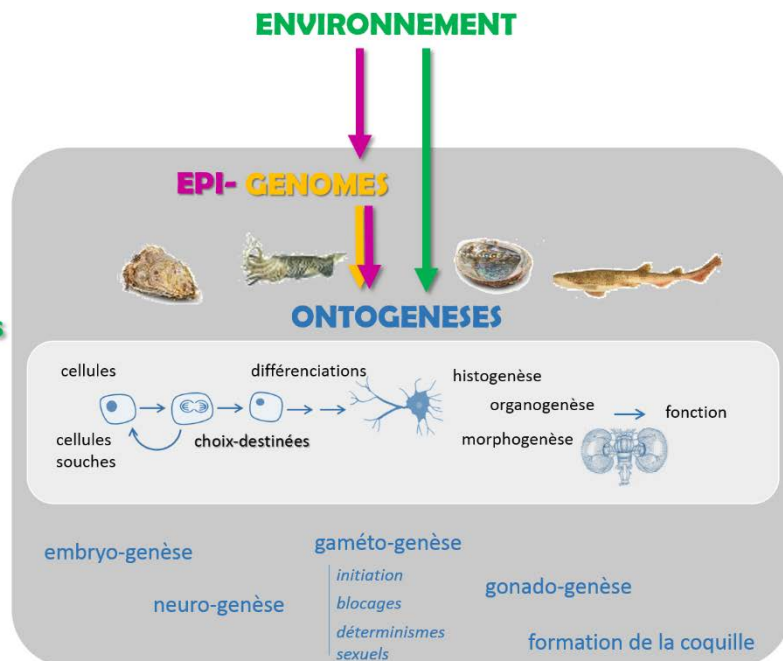 ENVIRONNEMENT
EPI- GENOMES
ONTOGENESES
cellules
différenciations
histogenèse
organogenèse
fonction
morphogenèse
cellules
souches
choix-destinées
embryo-genèse
gaméto-genèse
initiation
blocages
déterminismes
sexuels
neuro-genèse
gonado-genèse
formation de la coquille